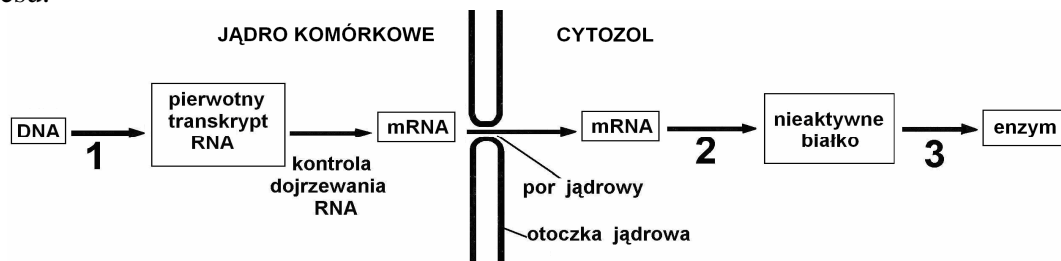 JĄDRO KOMÓRKOWE
CYTOZOL
DNA
1
pierwotny
transkrypt
RNA
kontrola
dojrzewania
RNA
mRNA
mRNA
2
nieaktywne
białko
3
enzym
por jądrowy
otoczka jądrowa